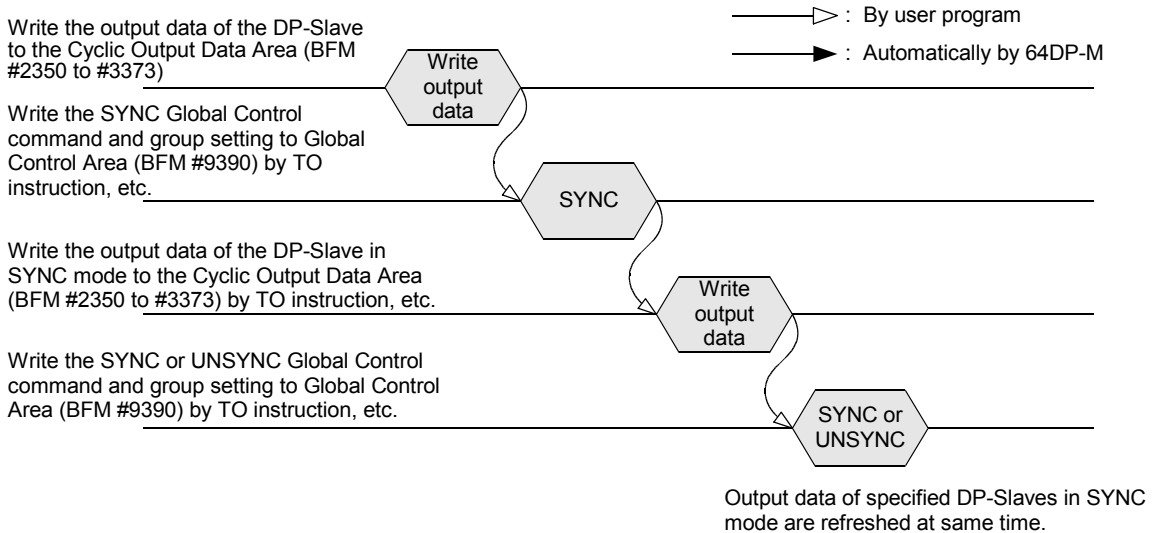 Write the output data of the DP-Slave
to the Cyclic Output Data Area (BFM
#2350 to #3373)
: By user program
: Automatically by 64DP-M
Write
output
data
Write the SYNC Global Control
command and group setting to Global
Control Area (BFM #9390) by TO
instruction, etc.
SYNC
Write the output data of the DP-Slave in
SYNC mode to the Cyclic Output Data Area
(BFM #2350 to #3373) by TO instruction, etc.
Write
output
data
Write the SYNC or UNSYNC Global Control
command and group setting to Global Control
Area (BFM #9390) by TO instruction, etc.
SYNC or
UNSYNC
Output data of specified DP-Slaves in SYNC
mode are refreshed at same time.